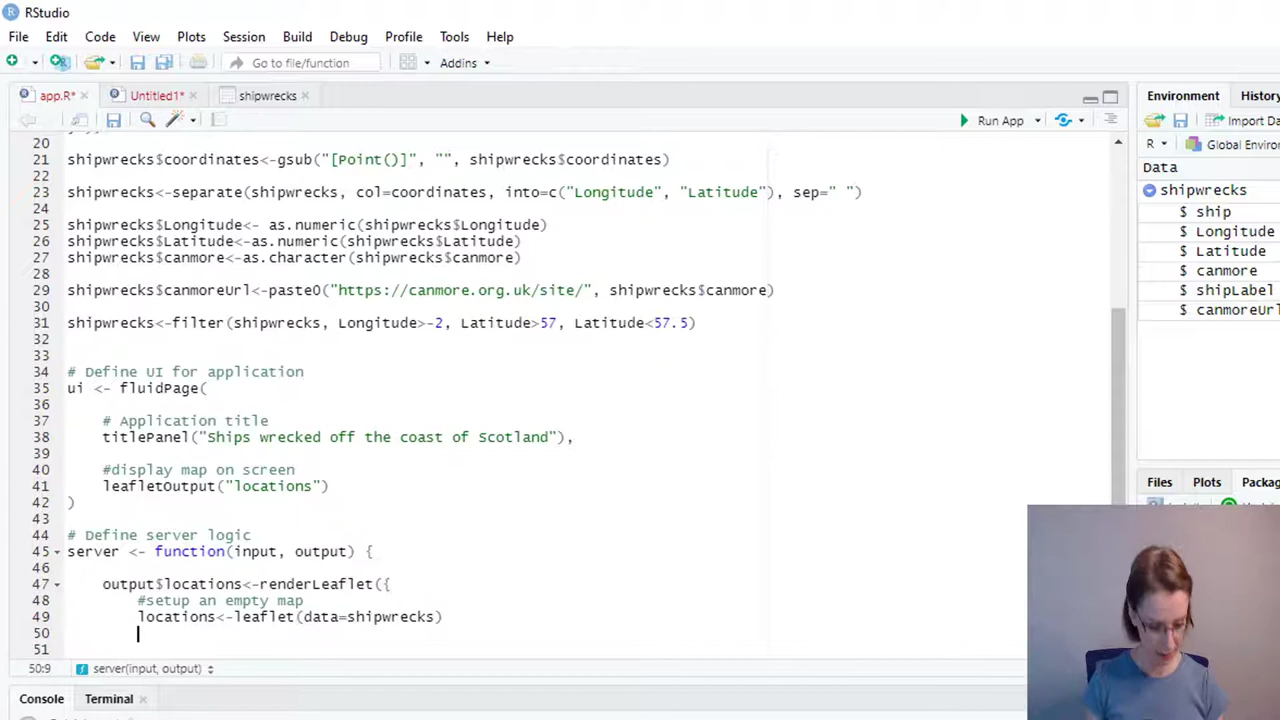 RStudio
File Edit Code View Plots Session Build Debug Profile Tools Help
Go to file/function Addins
app.R* Untitled1* shipwrecks
Run App
Environment History
Import Da
R Global Enviro
Data
shipwrecks
$ ship
$ Longitude
$ Latitude
$ canmore
$ shipLabel
$ canmoreUrl
20
21 shipwrecks$coordinates<-gsub("[Point()]", "", shipwrecks$coordinates)
22
23 shipwrecks<-separate(shipwrecks, col=coordinates, into=c("Longitude", "Latitude"), sep=" ")
24
25 shipwrecks$Longitude<- as.numeric(shipwrecks$Longitude)
26 shipwrecks$Latitude<-as.numeric(shipwrecks$Latitude)
27 shipwrecks$canmore<-as.character(shipwrecks$canmore)
28
29 shipwrecks$canmoreUrl<-paste0("https://canmore.org.uk/site/", shipwrecks$canmore)
30
31 shipwrecks<-filter(shipwrecks, Longitude>-2, Latitude>57, Latitude<57.5)
32
33
34 # Define UI for application
35 ui <- fluidPage(
36
37 # Application title
38 titlePanel("Ships wrecked off the coast of Scotland"),
39
40 #display map on screen
41 leafletOutput("locations")
42 )
43
44 # Define server logic
45 server <- function(input, output) {
46
47 output$locations<-renderLeaflet({
48 #setup an empty map
49 locations<-leaflet(data=shipwrecks)
50
51
50:9 server(input, output)
Files Plots Packag
Console Terminal